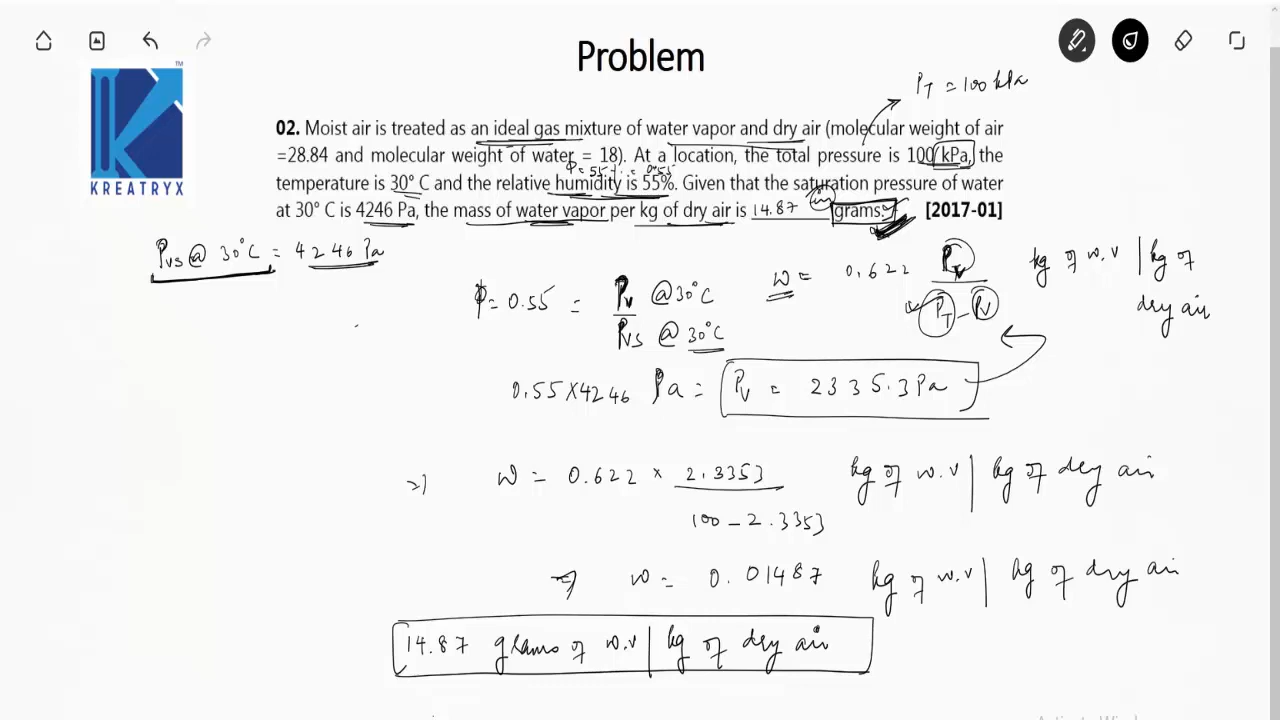 Problem
TM
KREATRYX
P_T = 100 kPa
02. Moist air is treated as an ideal gas mixture of water vapor and dry air (molecular weight of air
=28.84 and molecular weight of water = 18). At a location, the total pressure is 100 kPa, the
ϕ = 55% = 0.55
temperature is 30° C and the relative humidity is 55%. Given that the saturation pressure of water
at 30° C is 4246 Pa, the mass of water vapor per kg of dry air is 14.87 grams. [2017-01]
P_vs @ 30°C = 4246 Pa
ϕ = 0.55 = P_v @ 30°C / P_vs @ 30°C
ω = 0.622 P_v / P_T - P_v kg of w.v | kg of dry air
0.55 × 4246 Pa = P_v = 2335.3 Pa
=> ω = 0.622 × 2.3353 / 100 - 2.3353 kg of w.v | kg of dry air
=> ω = 0.01487 kg of w.v | kg of dry air
14.87 grams of w.v | kg of dry air